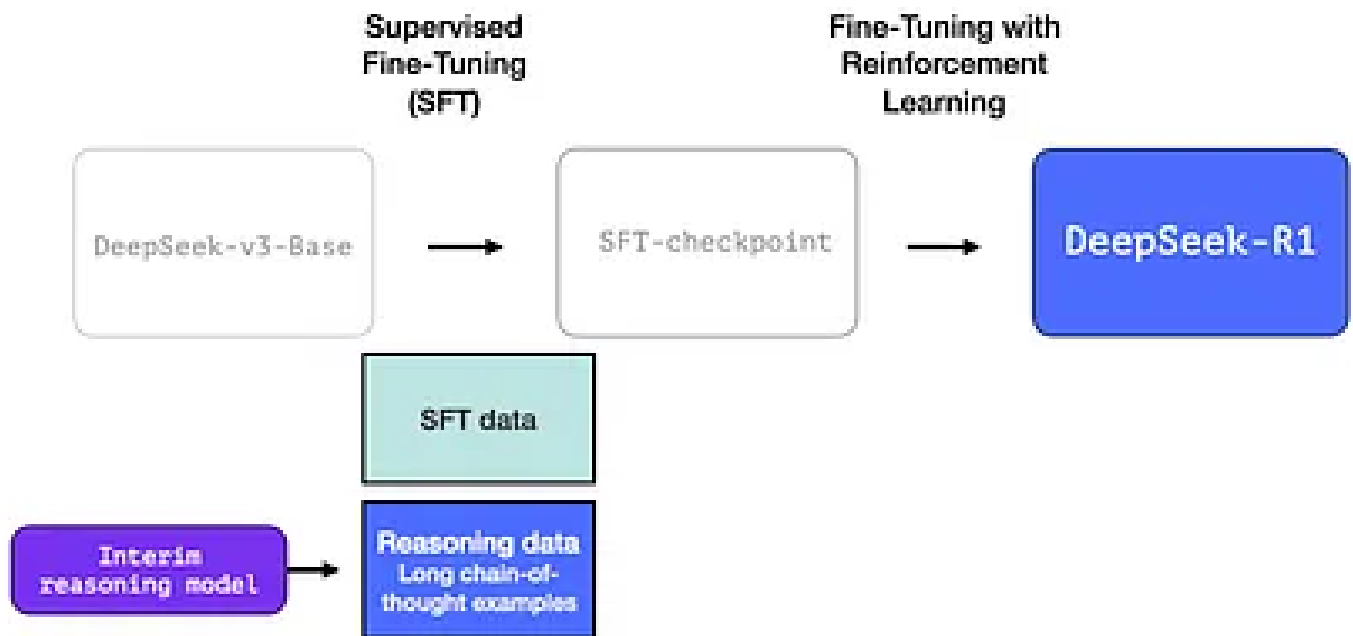 Supervised
Fine-Tuning
(SFT)
Fine-Tuning with
Reinforcement
Learning
DeepSeek-v3-Base
SFT-checkpoint
DeepSeek-R1
SFT data
Interim
reasoning model
Reasoning data
Long chain-of-
thought examples